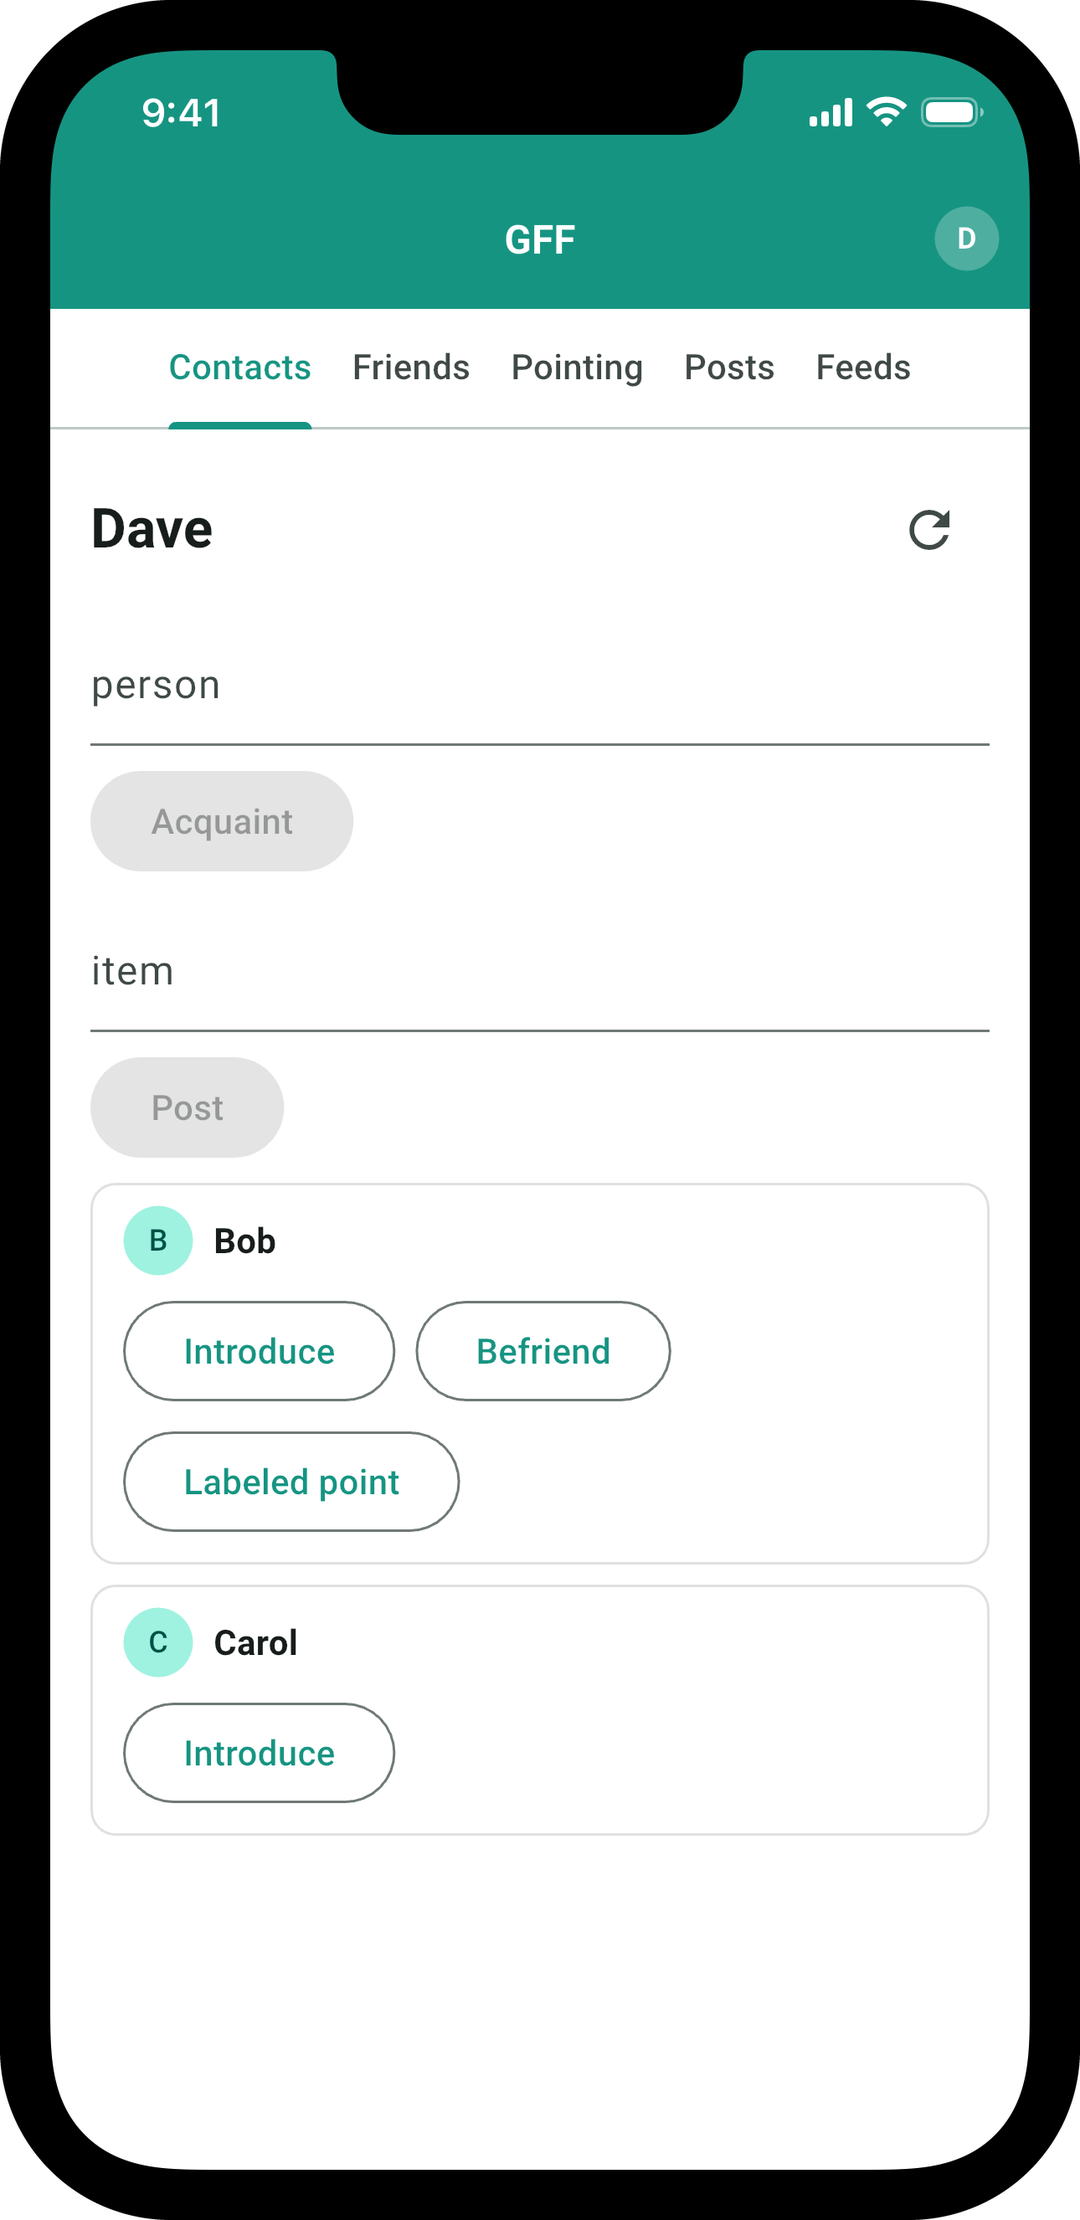 9:41
GFF
D
Contacts Friends Pointing Posts Feeds
Dave
person
Acquaint
item
Post
B Bob
Introduce Befriend
Labeled point
C Carol
Introduce